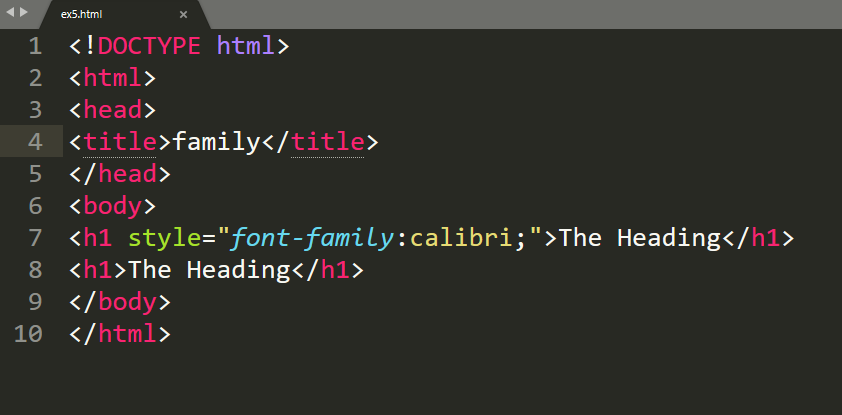 ex5.html ×
1 <!DOCTYPE html>
2 <html>
3 <head>
4 <title>family</title>
5 </head>
6 <body>
7 <h1 style="font-family:calibri;">The Heading</h1>
8 <h1>The Heading</h1>
9 </body>
10 </html>